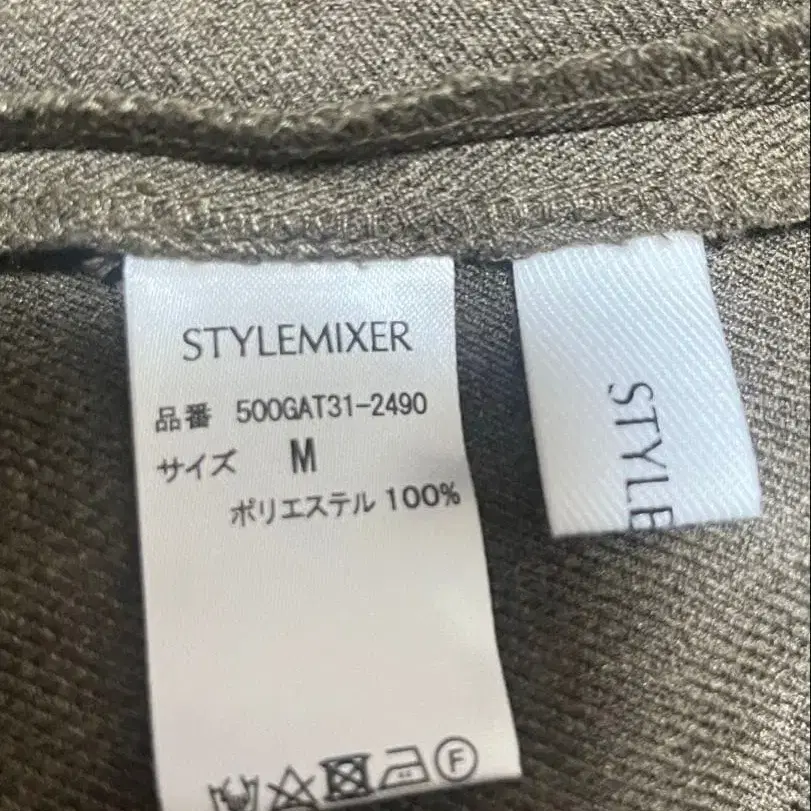 STYLEMIXER
品番 500GAT31-2490
サイズ M
ポリエステル 100%
F
STYLE